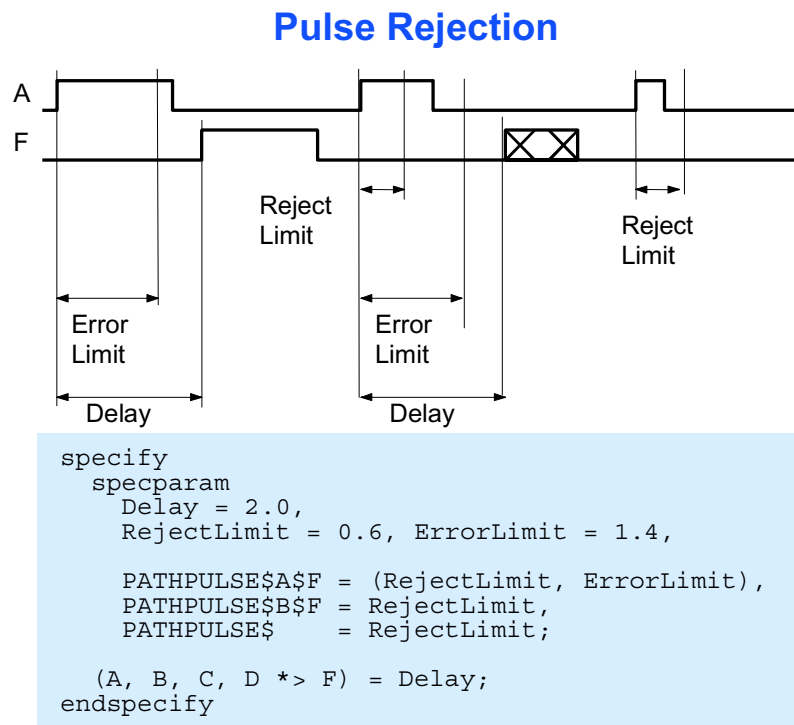 Pulse Rejection
A
F
Reject
Limit
Reject
Limit
Error
Limit
Error
Limit
Delay
Delay
specify
  specparam
    Delay = 2.0,
    RejectLimit = 0.6, ErrorLimit = 1.4,
    PATHPULSE$A$F = (RejectLimit, ErrorLimit),
    PATHPULSE$B$F = RejectLimit,
    PATHPULSE$    = RejectLimit;
  (A, B, C, D *> F) = Delay;
endspecify